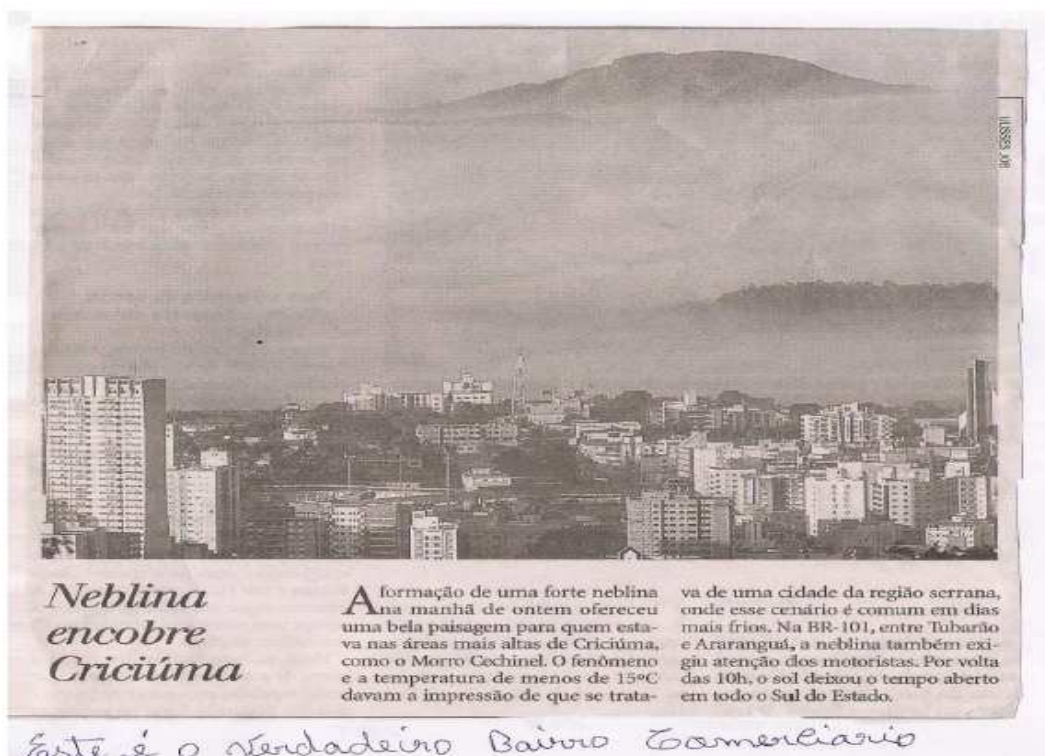 ULISSES JOB
Neblina
encobre
Criciúma
A formação de uma forte neblina
na manhã de ontem ofereceu
uma bela paisagem para quem esta-
va nas áreas mais altas de Criciúma,
como o Morro Cechinel. O fenômeno
e a temperatura de menos de 15ºC
davam a impressão de que se trata-
va de uma cidade da região serrana,
onde esse cenário é comum em dias
mais frios. Na BR-101, entre Tubarão
e Araranguá, a neblina também exi-
giu atenção dos motoristas. Por volta
das 10h, o sol deixou o tempo aberto
em todo o Sul do Estado.
Este é o Verdadeiro Bairro Comerciario